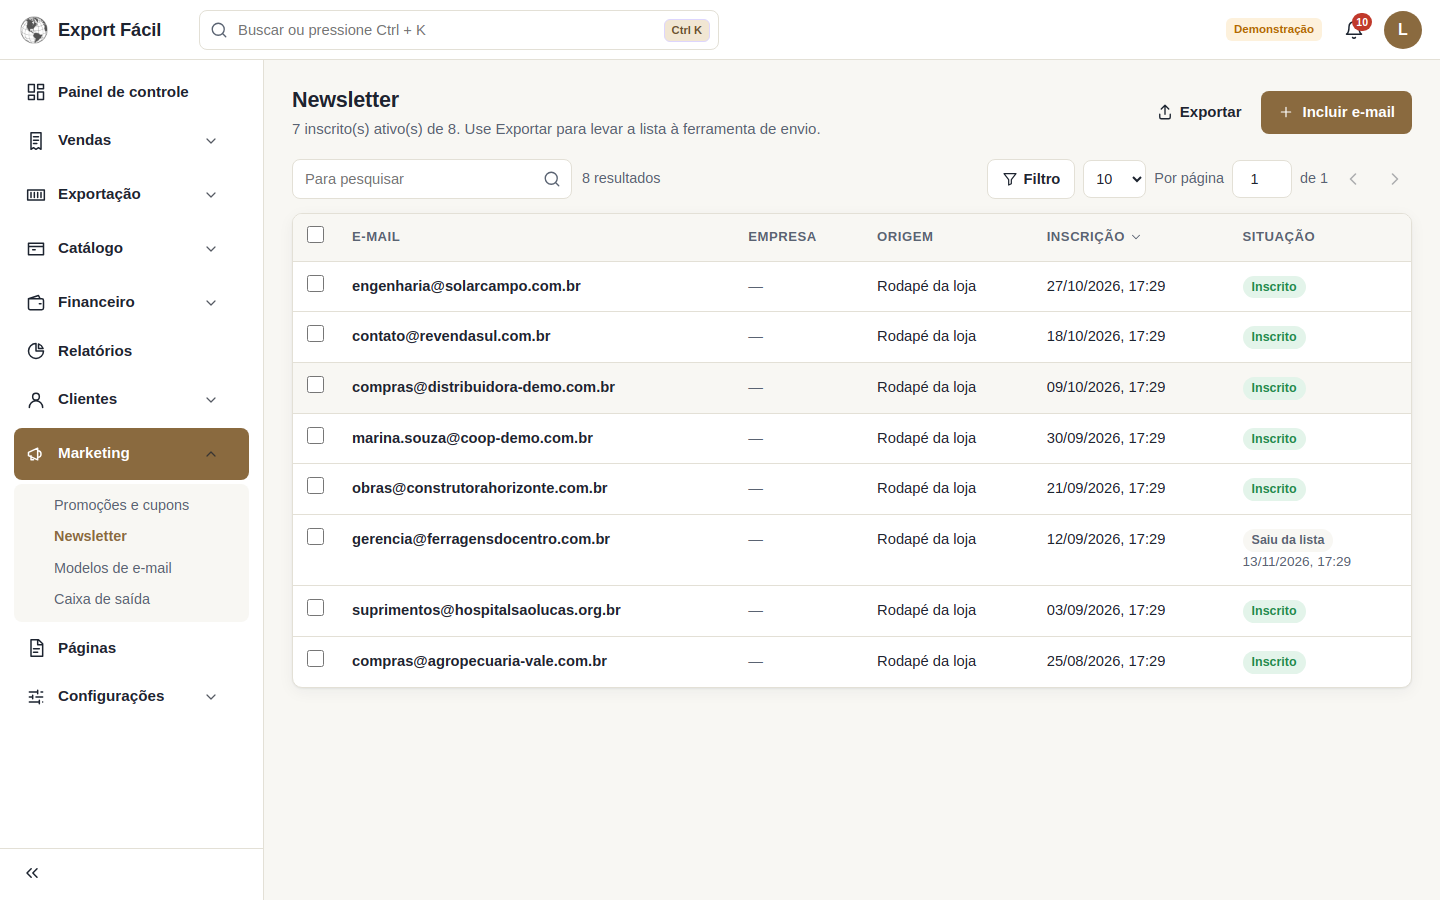 Export Fácil
Buscar ou pressione Ctrl + K
Ctrl K
Demonstração
10
L
Painel de controle
Vendas
Exportação
Catálogo
Financeiro
Relatórios
Clientes
Marketing
Promoções e cupons
Newsletter
Modelos de e-mail
Caixa de saída
Páginas
Configurações
Newsletter
7 inscrito(s) ativo(s) de 8. Use Exportar para levar a lista à ferramenta de envio.
Exportar
Incluir e-mail
Para pesquisar
8 resultados
Filtro
10
Por página
1
de 1
E-MAIL EMPRESA ORIGEM INSCRIÇÃO SITUAÇÃO
engenharia@solarcampo.com.br — Rodapé da loja 27/10/2026, 17:29 Inscrito
contato@revendasul.com.br — Rodapé da loja 18/10/2026, 17:29 Inscrito
compras@distribuidora-demo.com.br — Rodapé da loja 09/10/2026, 17:29 Inscrito
marina.souza@coop-demo.com.br — Rodapé da loja 30/09/2026, 17:29 Inscrito
obras@construtorahorizonte.com.br — Rodapé da loja 21/09/2026, 17:29 Inscrito
gerencia@ferragensdocentro.com.br — Rodapé da loja 12/09/2026, 17:29 Saiu da lista
13/11/2026, 17:29
suprimentos@hospitalsaolucas.org.br — Rodapé da loja 03/09/2026, 17:29 Inscrito
compras@agropecuaria-vale.com.br — Rodapé da loja 25/08/2026, 17:29 Inscrito